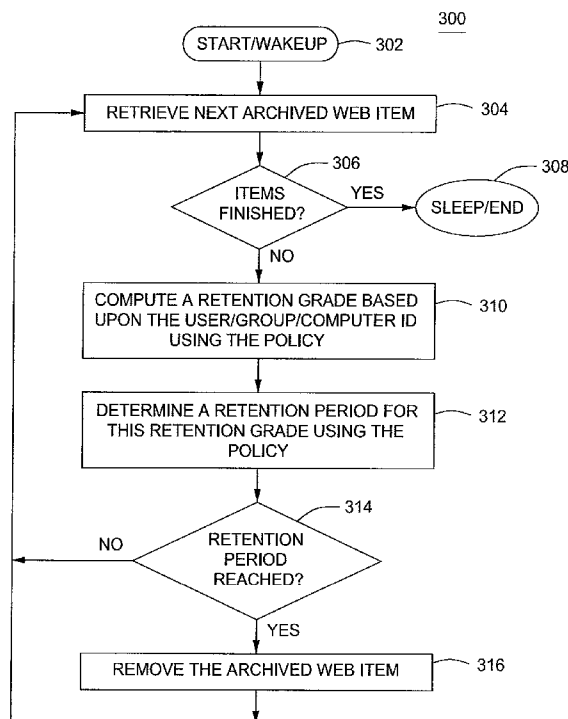 300
START/WAKEUP
302
RETRIEVE NEXT ARCHIVED WEB ITEM
304
306
308
ITEMS
FINISHED?
YES
SLEEP/END
NO
COMPUTE A RETENTION GRADE BASED
UPON THE USER/GROUP/COMPUTER ID
USING THE POLICY
310
DETERMINE A RETENTION PERIOD FOR
THIS RETENTION GRADE USING THE
POLICY
312
314
NO
RETENTION
PERIOD
REACHED?
YES
REMOVE THE ARCHIVED WEB ITEM
316